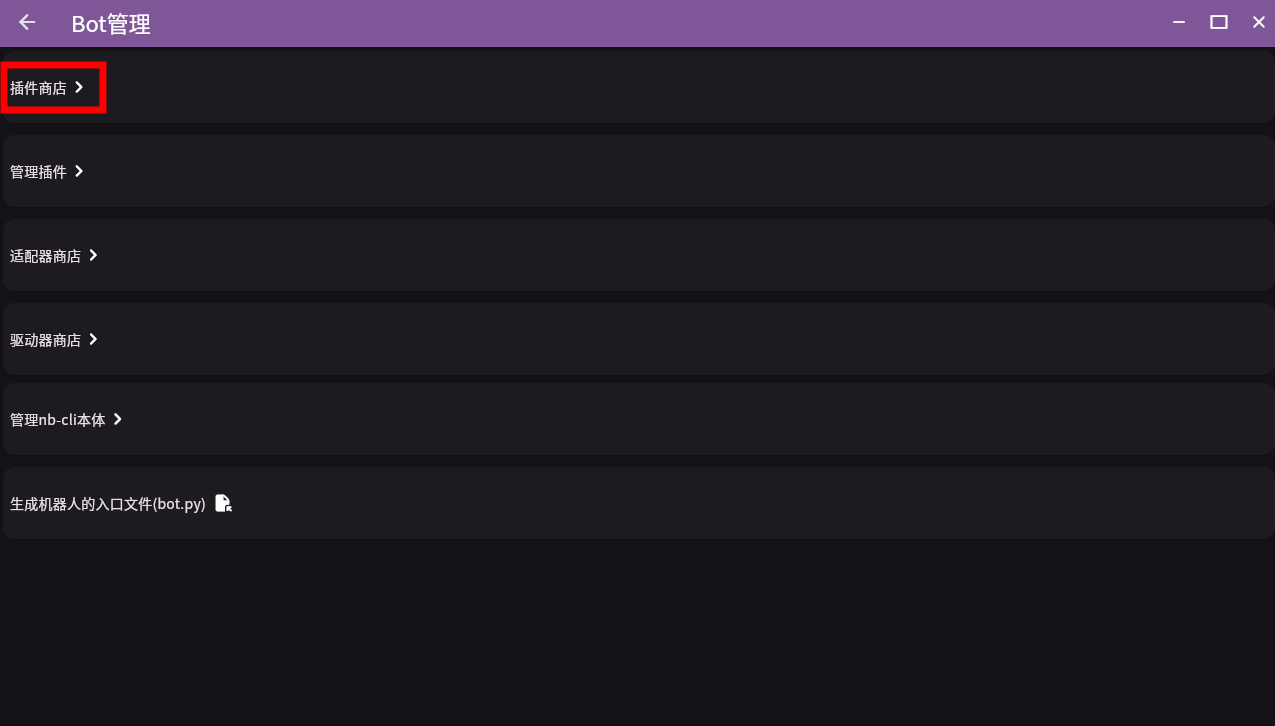 Bot管理
插件商店
管理插件
适配器商店
驱动器商店
管理nb-cli本体
生成机器人的入口文件(bot.py)